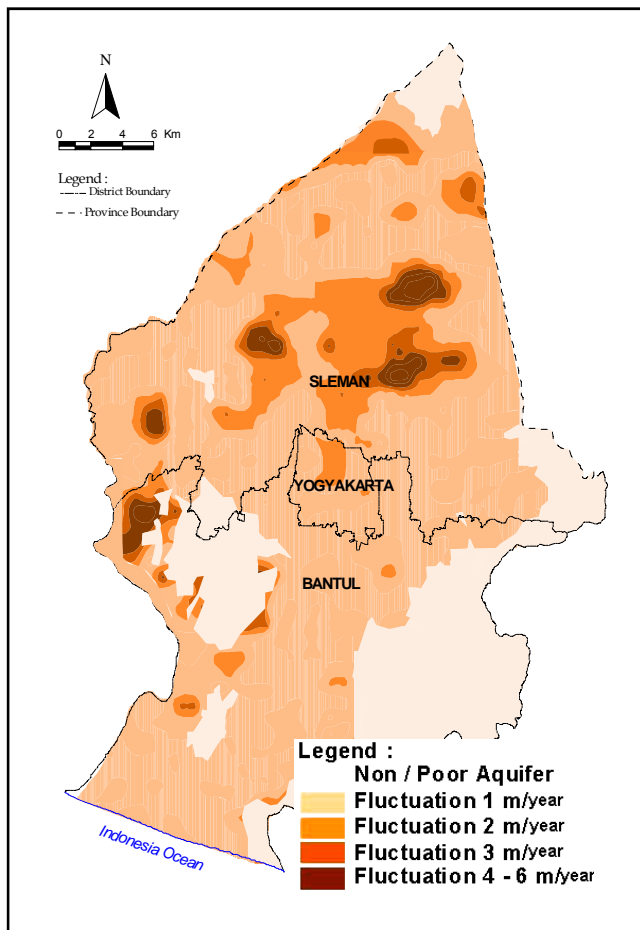 N
0 2 4 6 Km
Legend :
District Boundary
Province Boundary
SLEMAN
YOGYAKARTA
BANTUL
Legend :
Non / Poor Aquifer
Fluctuation 1 m/year
Fluctuation 2 m/year
Fluctuation 3 m/year
Fluctuation 4 - 6 m/year
Indonesia Ocean